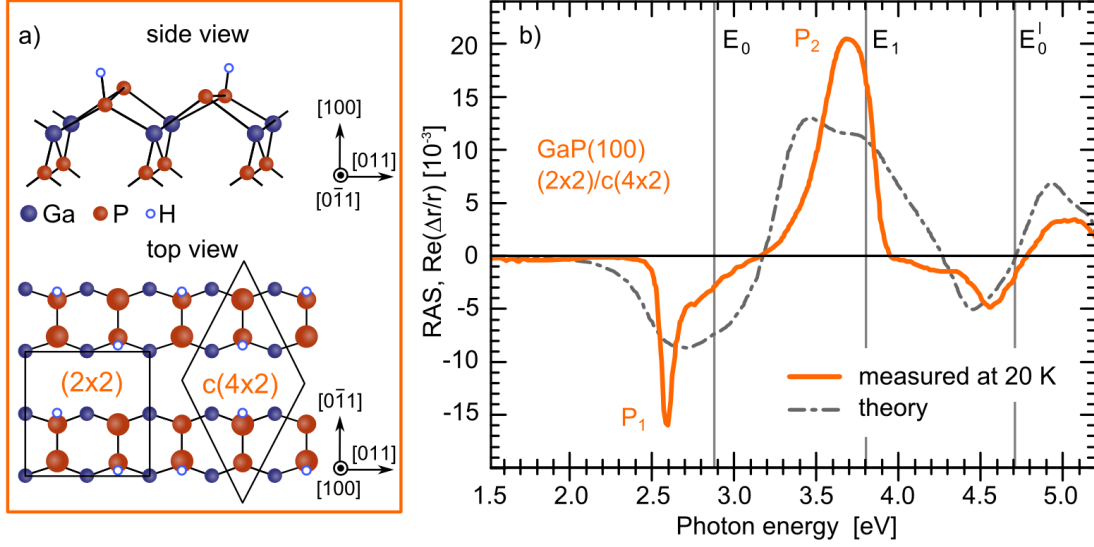 a)
side view
[100]
[011]
[01̄1]
Ga P H
top view
(2x2)
c(4x2)
[01̄1]
[011]
[100]
b)
P2
E0
E1
E0^I
GaP(100)
(2x2)/c(4x2)
P1
measured at 20 K
theory
RAS, Re(Δr/r) [10⁻³]
20
15
10
5
0
-5
-10
-15
1.5 2.0 2.5 3.0 3.5 4.0 4.5 5.0
Photon energy [eV]